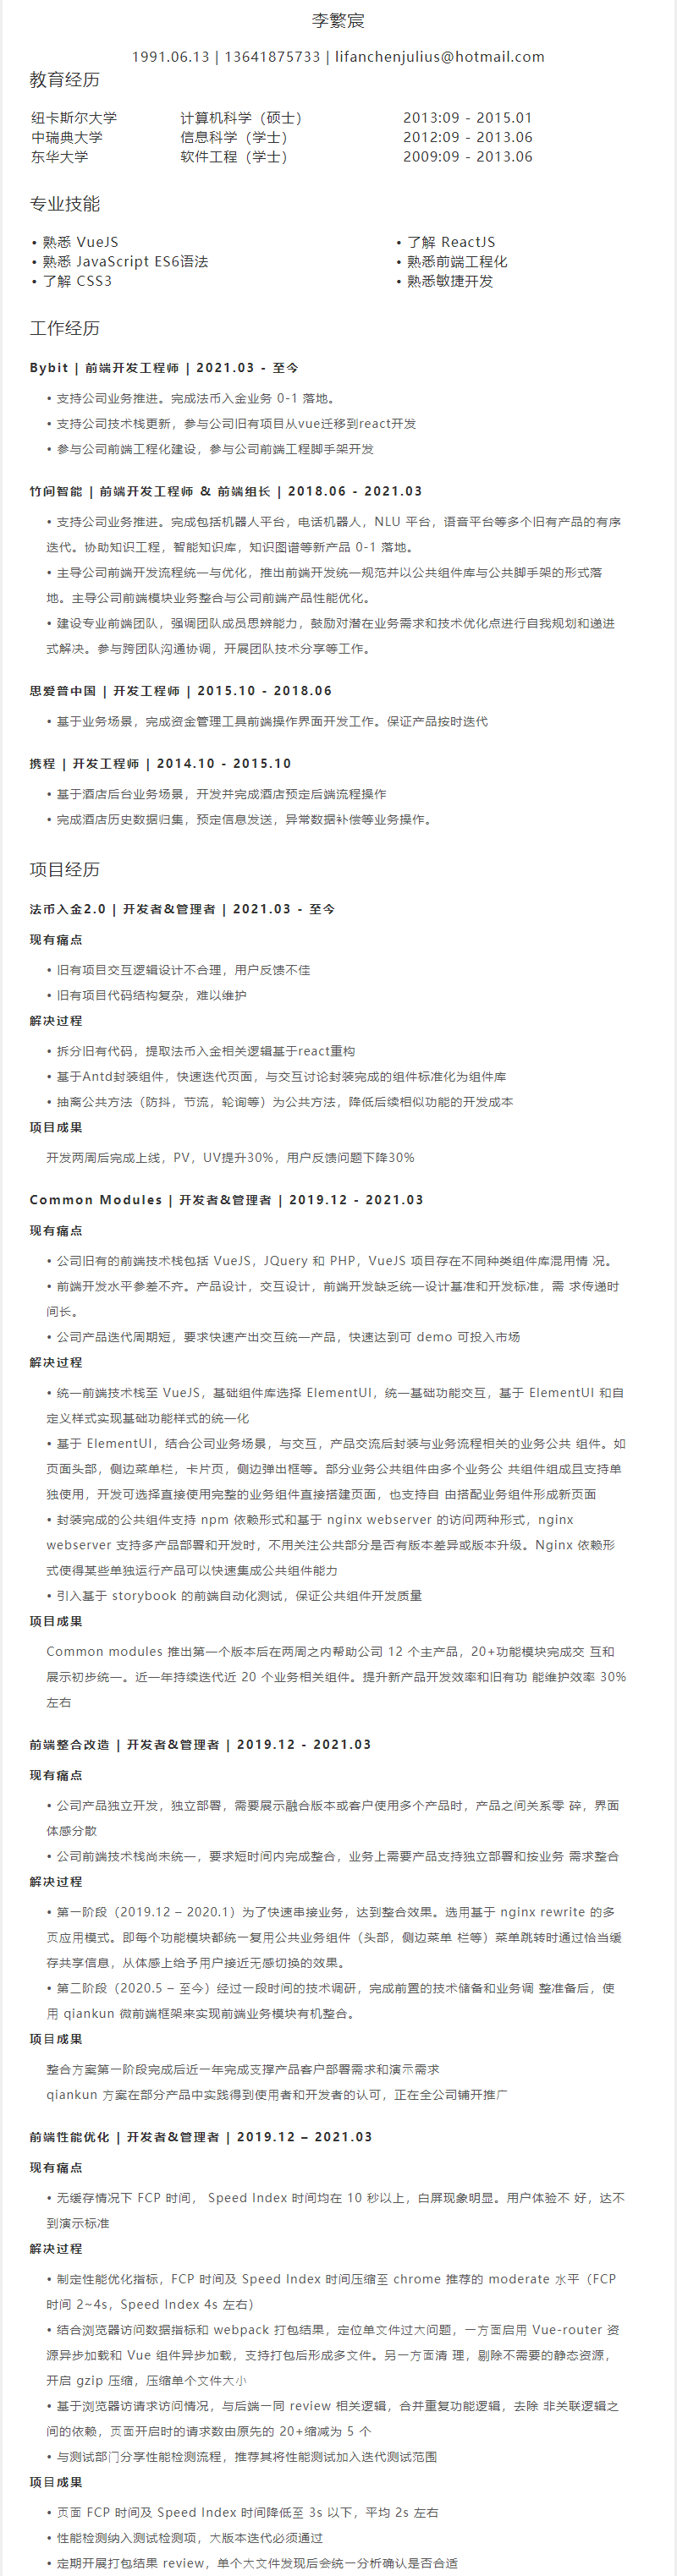 李繁宸
1991.06.13 | 13641875733 | lifanchenjulius@hotmail.com
教育经历
纽卡斯尔大学 计算机科学（硕士） 2013:09 - 2015.01
中瑞典大学 信息科学（学士） 2012:09 - 2013.06
东华大学 软件工程（学士） 2009:09 - 2013.06
专业技能
• 熟悉 VueJS • 了解 ReactJS
• 熟悉 JavaScript ES6语法 • 熟悉前端工程化
• 了解 CSS3 • 熟悉敏捷开发
工作经历
Bybit | 前端开发工程师 | 2021.03 - 至今
• 支持公司业务推进。完成法币入金业务 0-1 落地。
• 支持公司技术栈更新，参与公司旧有项目从vue迁移到react开发
• 参与公司前端工程化建设，参与公司前端工程脚手架开发
竹间智能 | 前端开发工程师 & 前端组长 | 2018.06 - 2021.03
• 支持公司业务推进。完成包括机器人平台，电话机器人，NLU 平台，语音平台等多个旧有产品的有序
迭代。协助知识工程，智能知识库，知识图谱等新产品 0-1 落地。
• 主导公司前端开发流程统一与优化，推出前端开发统一规范并以公共组件库与公共脚手架的形式落
地。主导公司前端模块业务整合与公司前端产品性能优化。
• 建设专业前端团队，强调团队成员思辨能力，鼓励对潜在业务需求和技术优化点进行自我规划和递进
式解决。参与跨团队沟通协调，开展团队技术分享等工作。
思爱普中国 | 开发工程师 | 2015.10 - 2018.06
• 基于业务场景，完成资金管理工具前端操作界面开发工作。保证产品按时迭代
携程 | 开发工程师 | 2014.10 - 2015.10
• 基于酒店后台业务场景，开发并完成酒店预定后端流程操作
• 完成酒店历史数据归集，预定信息发送，异常数据补偿等业务操作。
项目经历
法币入金2.0 | 开发者&管理者 | 2021.03 - 至今
现有痛点
• 旧有项目交互逻辑设计不合理，用户反馈不佳
• 旧有项目代码结构复杂，难以维护
解决过程
• 拆分旧有代码，提取法币入金相关逻辑基于react重构
• 基于Antd封装组件，快速迭代页面，与交互讨论封装完成的组件标准化为组件库
• 抽离公共方法（防抖，节流，轮询等）为公共方法，降低后续相似功能的开发成本
项目成果
开发两周后完成上线，PV，UV提升30%，用户反馈问题下降30%
Common Modules | 开发者&管理者 | 2019.12 - 2021.03
现有痛点
• 公司旧有的前端技术栈包括 VueJS，JQuery 和 PHP，VueJS 项目存在不同种类组件库混用情 况。
• 前端开发水平参差不齐。产品设计，交互设计，前端开发缺乏统一设计基准和开发标准，需 求传递时
间长。
• 公司产品迭代周期短，要求快速产出交互统一产品，快速达到可 demo 可投入市场
解决过程
• 统一前端技术栈至 VueJS，基础组件库选择 ElementUI，统一基础功能交互，基于 ElementUI 和自
定义样式实现基础功能样式的统一化
• 基于 ElementUI，结合公司业务场景，与交互，产品交流后封装与业务流程相关的业务公共 组件。如
页面头部，侧边菜单栏，卡片页，侧边弹出框等。部分业务公共组件由多个业务公 共组件组成且支持单
独使用，开发可选择直接使用完整的业务组件直接搭建页面，也支持自 由搭配业务组件形成新页面
• 封装完成的公共组件支持 npm 依赖形式和基于 nginx webserver 的访问两种形式，nginx
webserver 支持多产品部署和开发时，不用关注公共部分是否有版本差异或版本升级。Nginx 依赖形
式使得某些单独运行产品可以快速集成公共组件能力
• 引入基于 storybook 的前端自动化测试，保证公共组件开发质量
项目成果
Common modules 推出第一个版本后在两周之内帮助公司 12 个主产品，20+功能模块完成交 互和
展示初步统一。近一年持续迭代近 20 个业务相关组件。提升新产品开发效率和旧有功 能维护效率 30%
左右
前端整合改造 | 开发者&管理者 | 2019.12 - 2021.03
现有痛点
• 公司产品独立开发，独立部署，需要展示融合版本或客户使用多个产品时，产品之间关系零 碎，界面
体感分散
• 公司前端技术栈尚未统一，要求短时间内完成整合，业务上需要产品支持独立部署和按业务 需求整合
解决过程
• 第一阶段（2019.12 – 2020.1）为了快速串接业务，达到整合效果。选用基于 nginx rewrite 的多
页应用模式。即每个功能模块都统一复用公共业务组件（头部，侧边菜单 栏等）菜单跳转时通过恰当缓
存共享信息，从体感上给予用户接近无感切换的效果。
• 第二阶段（2020.5 – 至今）经过一段时间的技术调研，完成前置的技术储备和业务调 整准备后，使
用 qiankun 微前端框架来实现前端业务模块有机整合。
项目成果
整合方案第一阶段完成后近一年完成支撑产品客户部署需求和演示需求
qiankun 方案在部分产品中实践得到使用者和开发者的认可，正在全公司铺开推广
前端性能优化 | 开发者&管理者 | 2019.12 – 2021.03
现有痛点
• 无缓存情况下 FCP 时间， Speed Index 时间均在 10 秒以上，白屏现象明显。用户体验不 好，达不
到演示标准
解决过程
• 制定性能优化指标，FCP 时间及 Speed Index 时间压缩至 chrome 推荐的 moderate 水平（FCP
时间 2~4s，Speed Index 4s 左右）
• 结合浏览器访问数据指标和 webpack 打包结果，定位单文件过大问题，一方面启用 Vue-router 资
源异步加载和 Vue 组件异步加载，支持打包后形成多文件。另一方面清 理，剔除不需要的静态资源，
开启 gzip 压缩，压缩单个文件大小
• 基于浏览器访请求访问情况，与后端一同 review 相关逻辑，合并重复功能逻辑，去除 非关联逻辑之
间的依赖，页面开启时的请求数由原先的 20+缩减为 5 个
• 与测试部门分享性能检测流程，推荐其将性能测试加入迭代测试范围
项目成果
• 页面 FCP 时间及 Speed Index 时间降低至 3s 以下，平均 2s 左右
• 性能检测纳入测试检测项，大版本迭代必须通过
• 定期开展打包结果 review，单个大文件发现后会统一分析确认是否合适